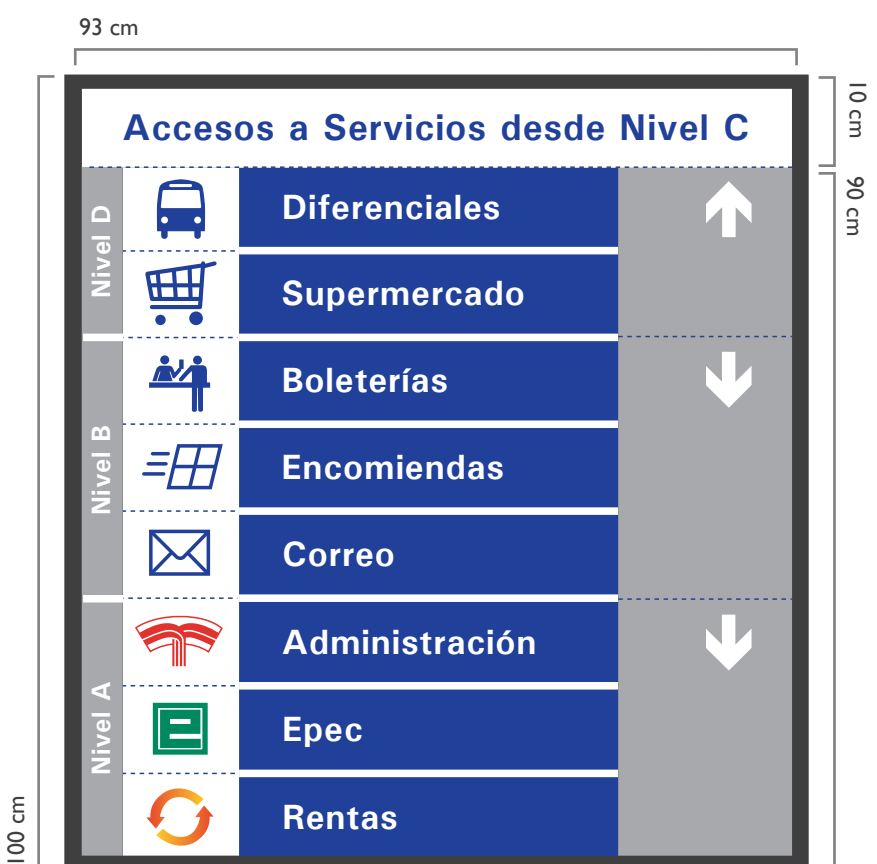 93 cm
10 cm
90 cm
100 cm
Accesos a Servicios desde Nivel C
Nivel D
Diferenciales
Supermercado
Nivel B
Boleterías
Encomiendas
Correo
Nivel A
Administración
Epec
Rentas